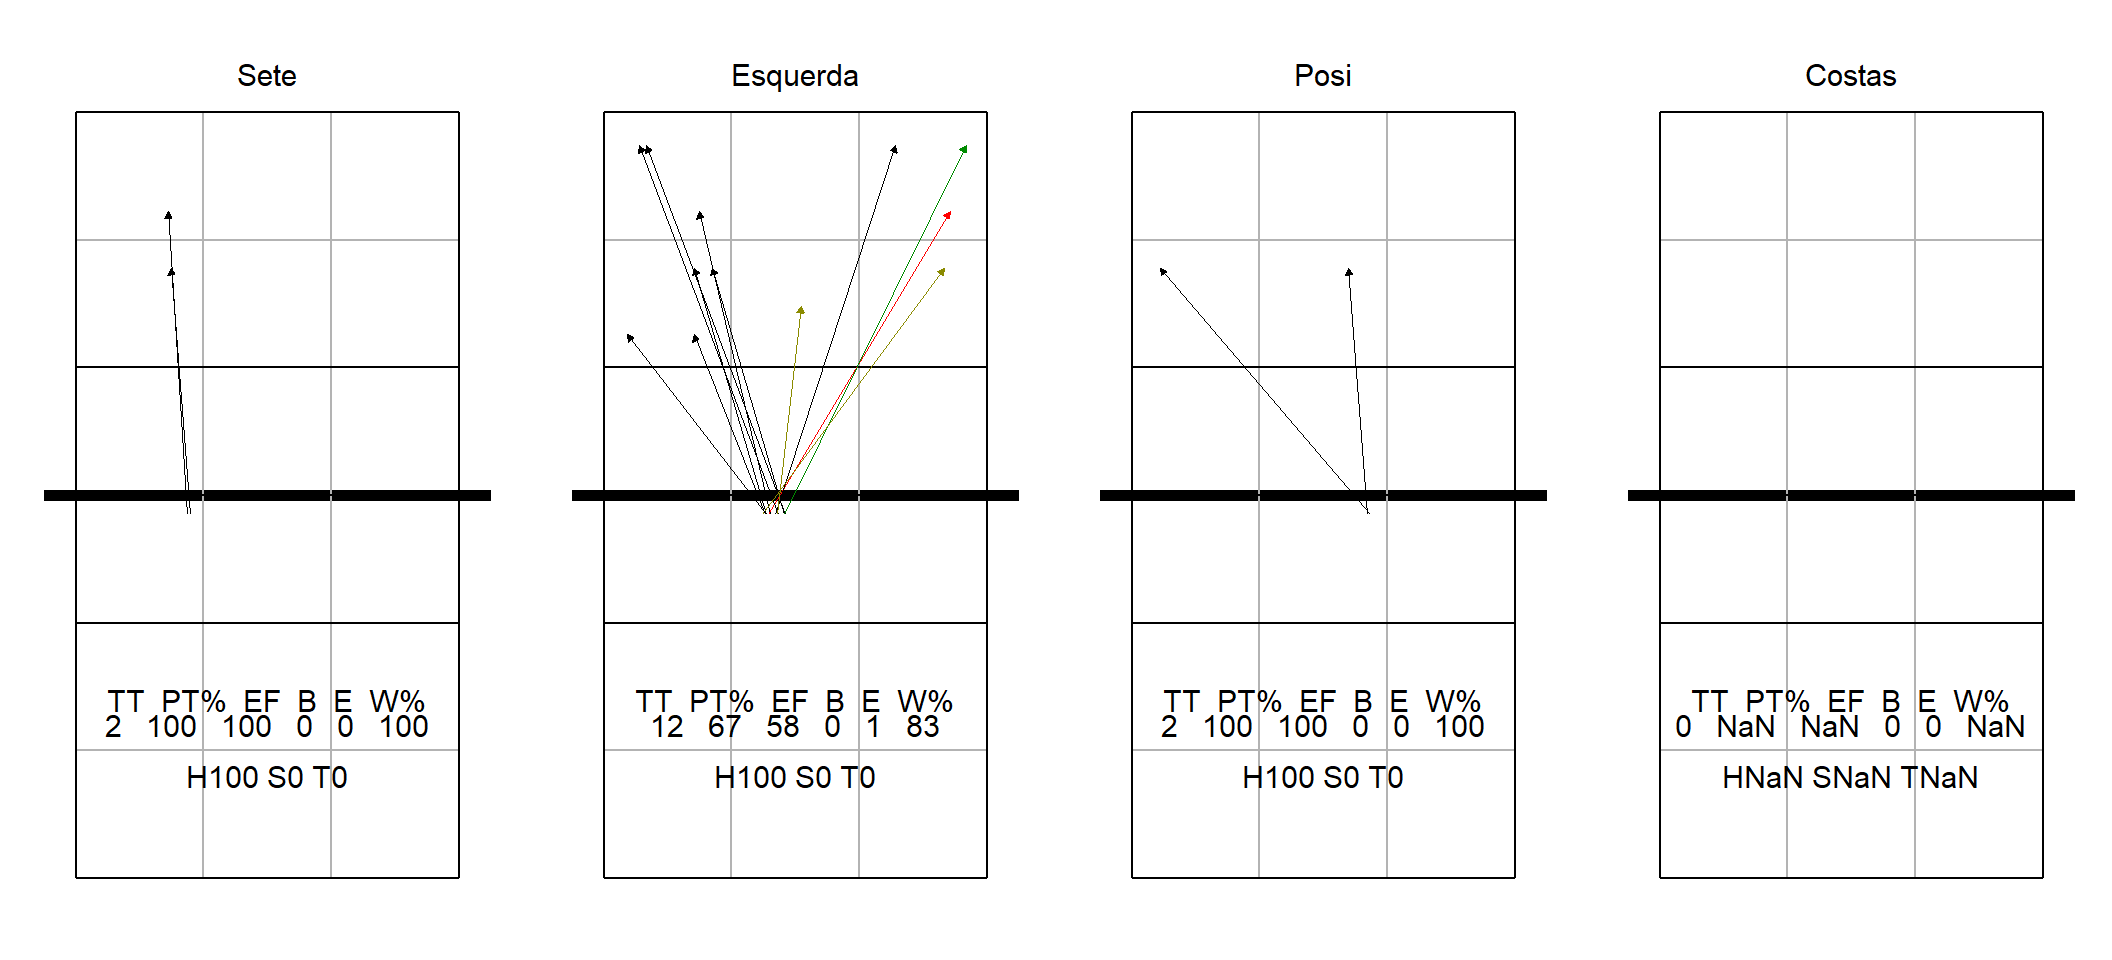 Sete
TT PT% EF B E W%
2 100 100 0 0 100
H100 S0 T0
Esquerda
TT PT% EF B E W%
12 67 58 0 1 83
H100 S0 T0
Posi
TT PT% EF B E W%
2 100 100 0 0 100
H100 S0 T0
Costas
TT PT% EF B E W%
0 NaN NaN 0 0 NaN
HNaN SNaN TNaN